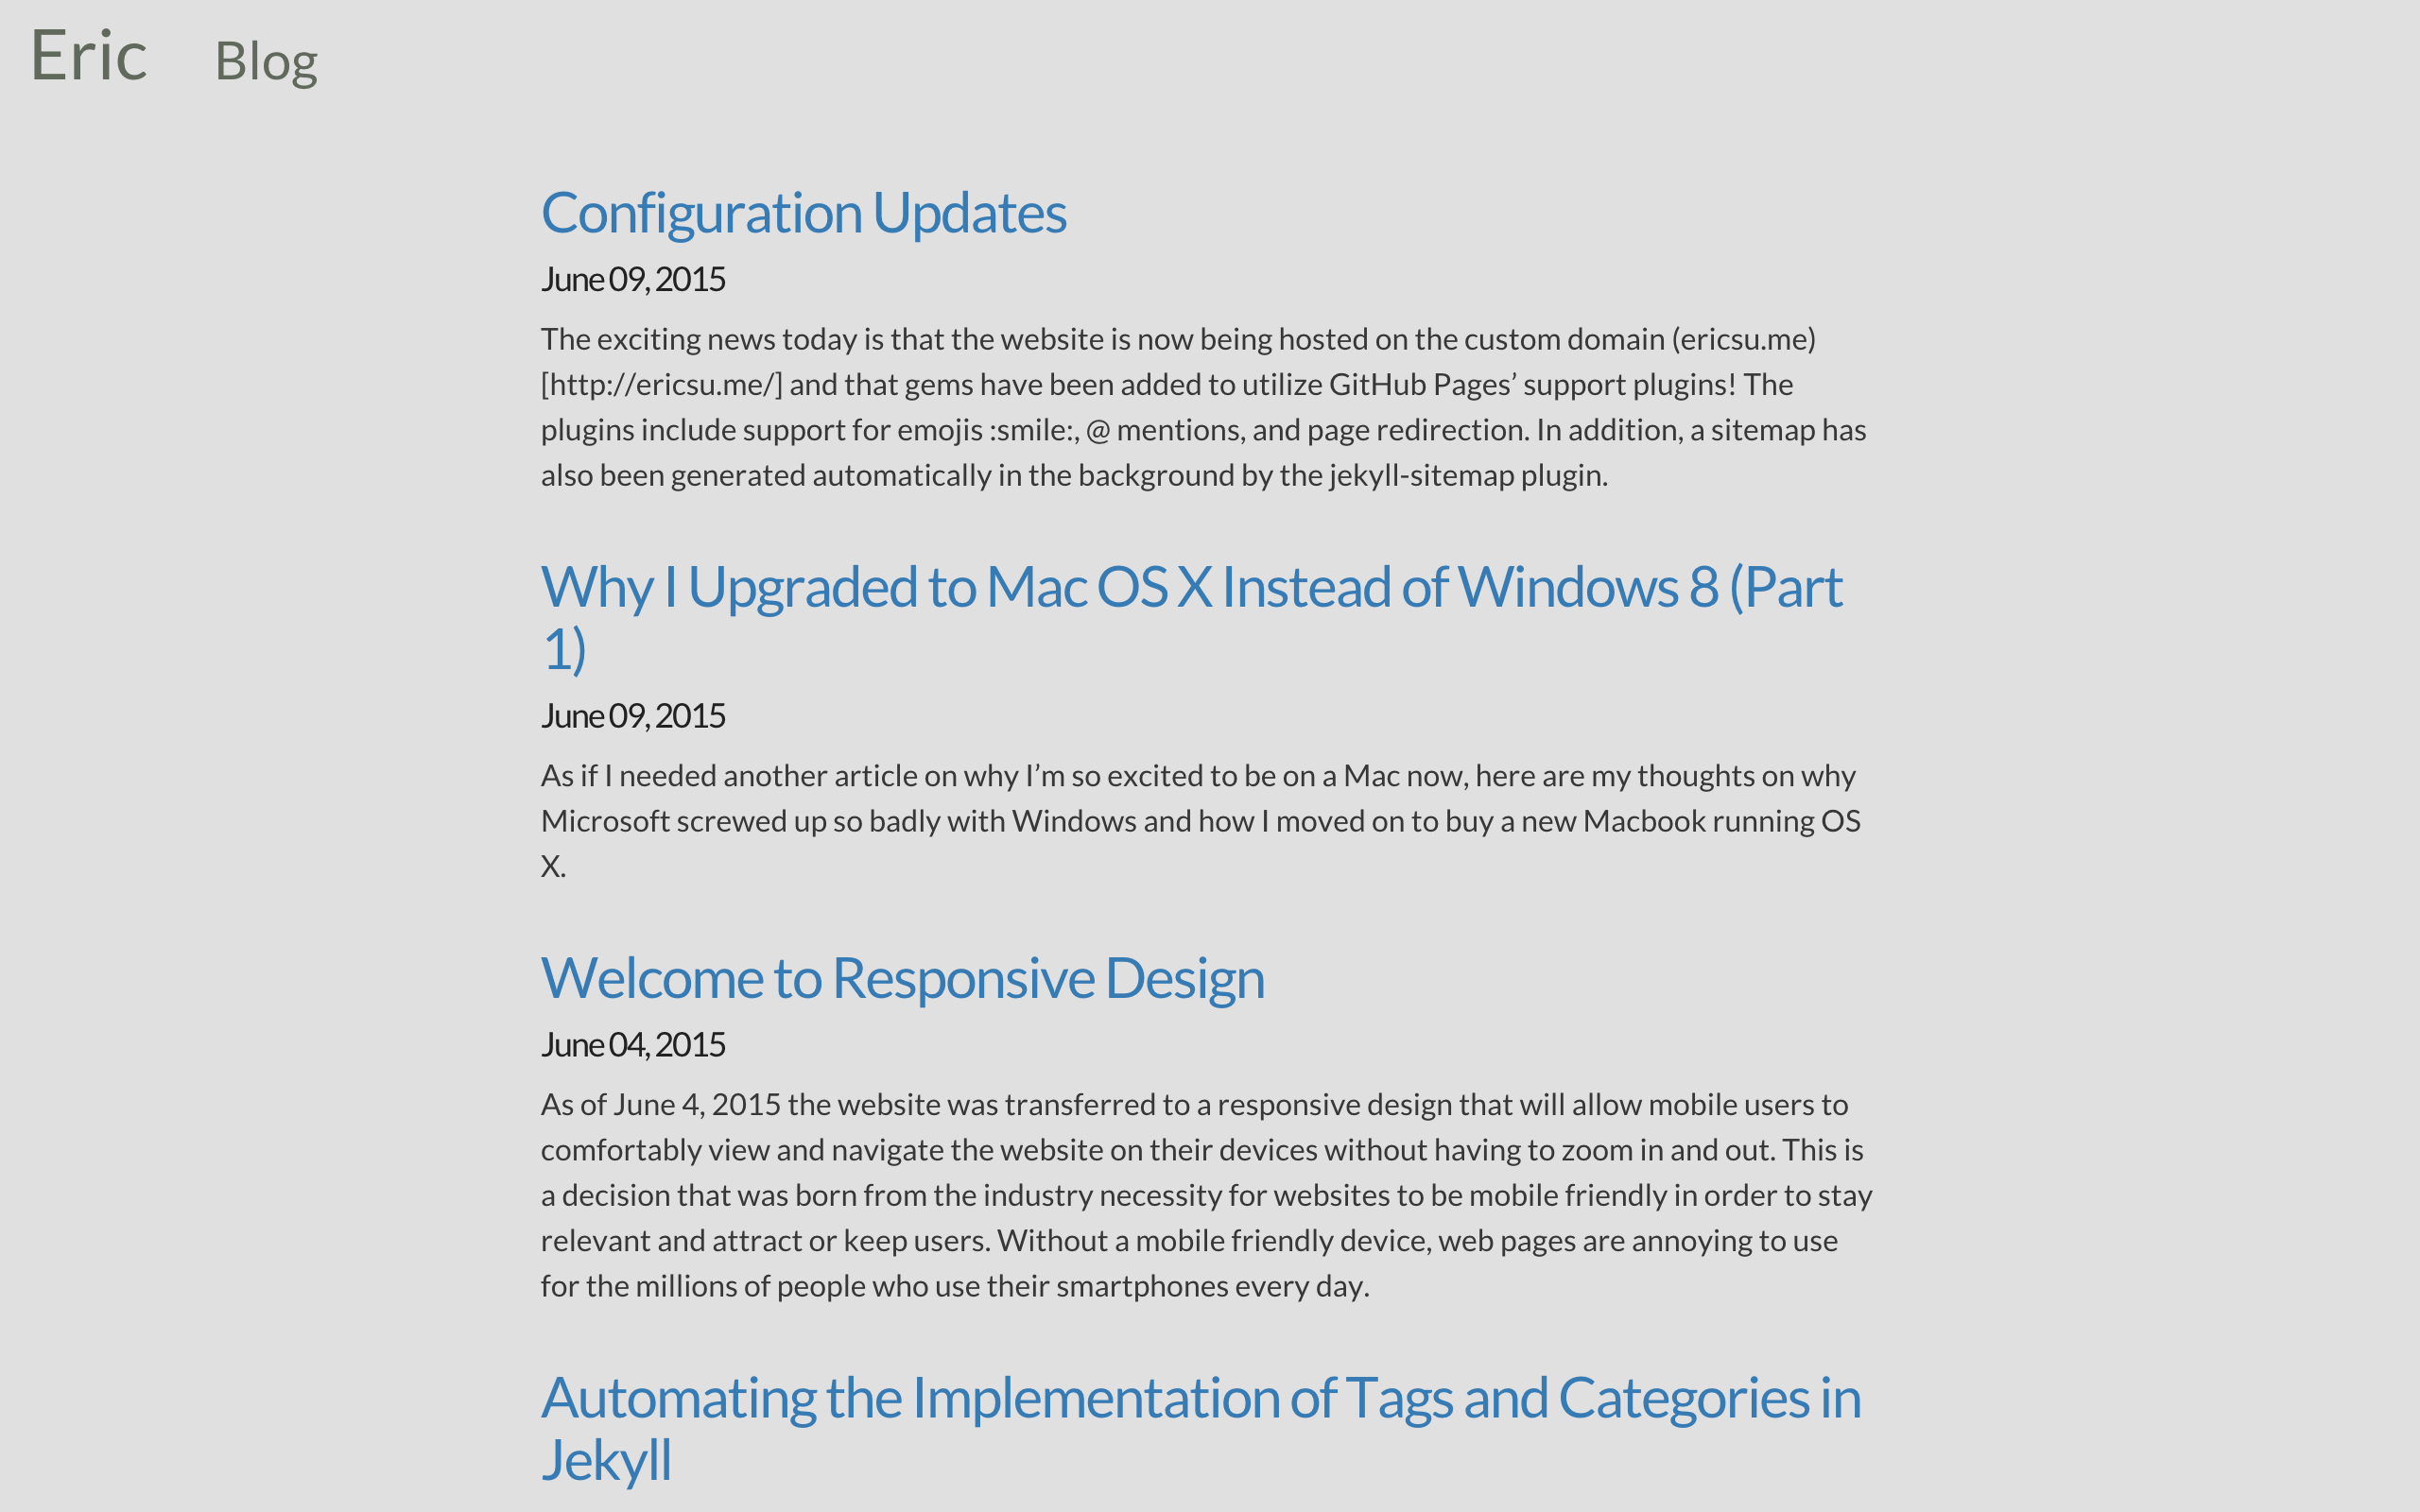 Eric Blog
Configuration Updates
June 09, 2015
The exciting news today is that the website is now being hosted on the custom domain (ericsu.me)
[http://ericsu.me/] and that gems have been added to utilize GitHub Pages’ support plugins! The
plugins include support for emojis :smile:, @ mentions, and page redirection. In addition, a sitemap has
also been generated automatically in the background by the jekyll-sitemap plugin.
Why I Upgraded to Mac OS X Instead of Windows 8 (Part
1)
June 09, 2015
As if I needed another article on why I’m so excited to be on a Mac now, here are my thoughts on why
Microsoft screwed up so badly with Windows and how I moved on to buy a new Macbook running OS
X.
Welcome to Responsive Design
June 04, 2015
As of June 4, 2015 the website was transferred to a responsive design that will allow mobile users to
comfortably view and navigate the website on their devices without having to zoom in and out. This is
a decision that was born from the industry necessity for websites to be mobile friendly in order to stay
relevant and attract or keep users. Without a mobile friendly device, web pages are annoying to use
for the millions of people who use their smartphones every day.
Automating the Implementation of Tags and Categories in
Jekyll